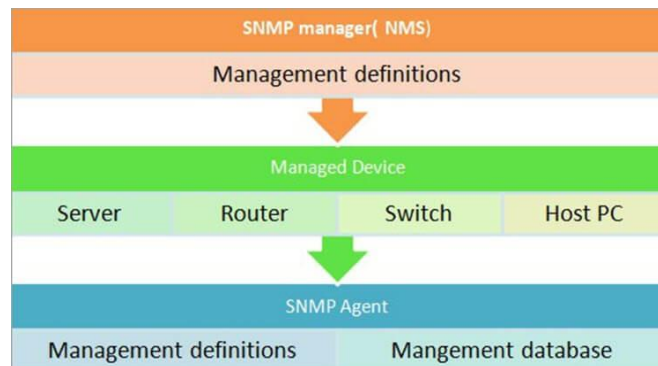 SNMP manager( NMS)
Management definitions
Managed Device
Server Router Switch Host PC
SNMP Agent
Management definitions Mangement database